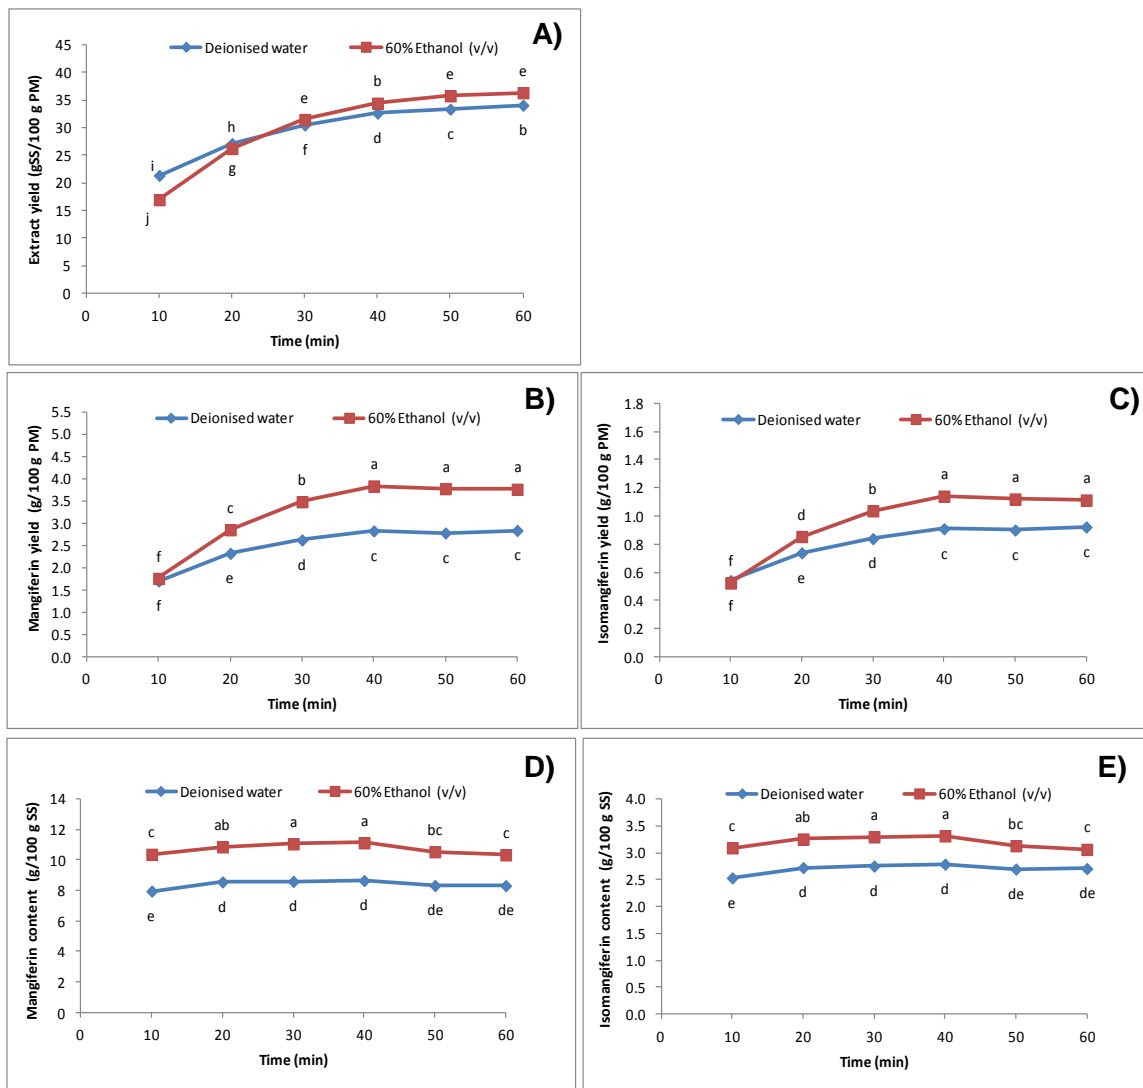 A)
Deionised water 60% Ethanol (v/v)
Extract yield (gSS/100 g PM)
45
40
35
30
25
20
15
10
5
0
i h e b e e
j g f d c b
0 10 20 30 40 50 60
Time (min)
B)
Deionised water 60% Ethanol (v/v)
Mangiferin yield (g/100 g PM)
5.5
5.0
4.5
4.0
3.5
3.0
2.5
2.0
1.5
1.0
0.5
0.0
f c b a a a
f e d c c c
0 10 20 30 40 50 60
Time (min)
C)
Deionised water 60% Ethanol (v/v)
Isomangiferin yield (g/100 g PM)
1.8
1.6
1.4
1.2
1.0
0.8
0.6
0.4
0.2
0.0
f d b a a a
f e d c c c
0 10 20 30 40 50 60
Time (min)
D)
Deionised water 60% Ethanol (v/v)
Mangiferin content (g/100 g SS)
14
12
10
8
6
4
2
0
c ab a a bc c
e d d d de de
0 10 20 30 40 50 60
Time (min)
E)
Deionised water 60% Ethanol (v/v)
Isomangiferin content (g/100 g SS)
4.0
3.5
3.0
2.5
2.0
1.5
1.0
0.5
0.0
c ab a a bc c
e d d d de de
0 10 20 30 40 50 60
Time (min)